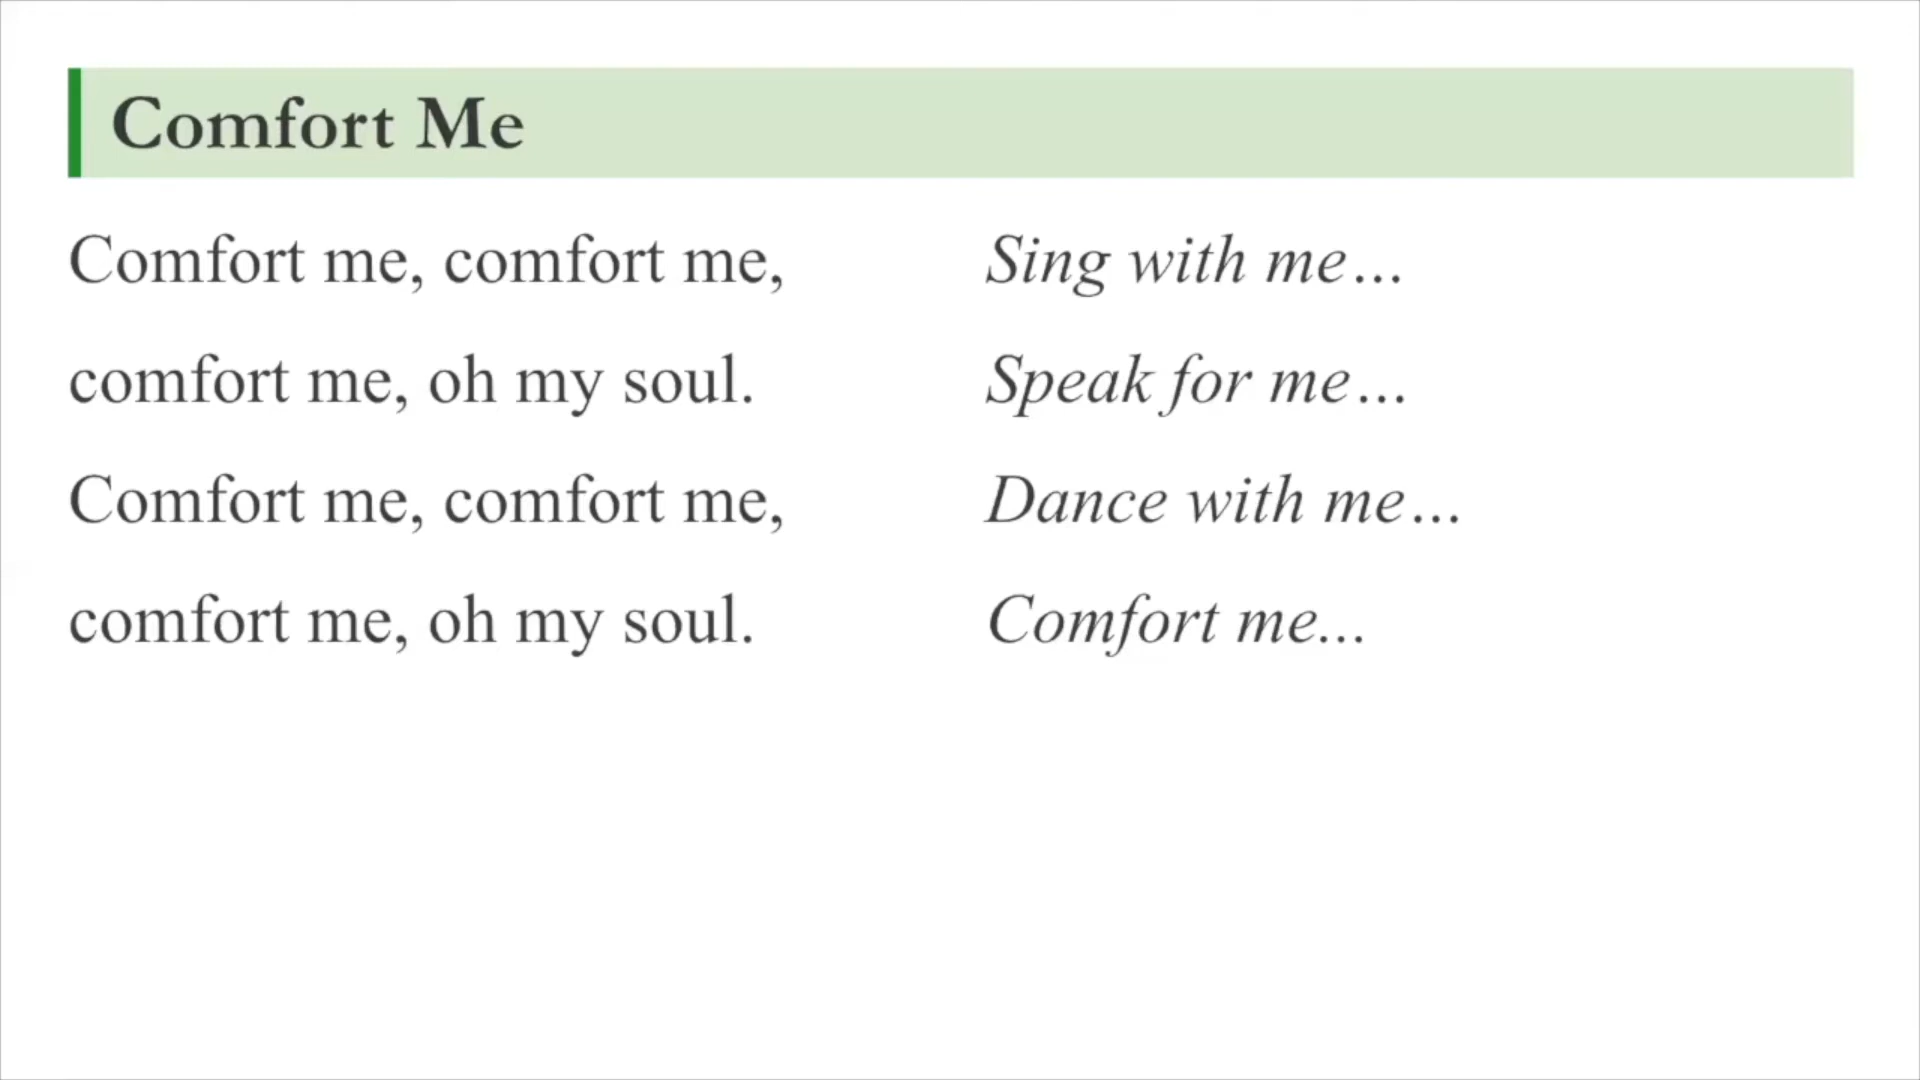 Comfort Me
Comfort me, comfort me,
comfort me, oh my soul.
Comfort me, comfort me,
comfort me, oh my soul.
Sing with me…
Speak for me…
Dance with me…
Comfort me...